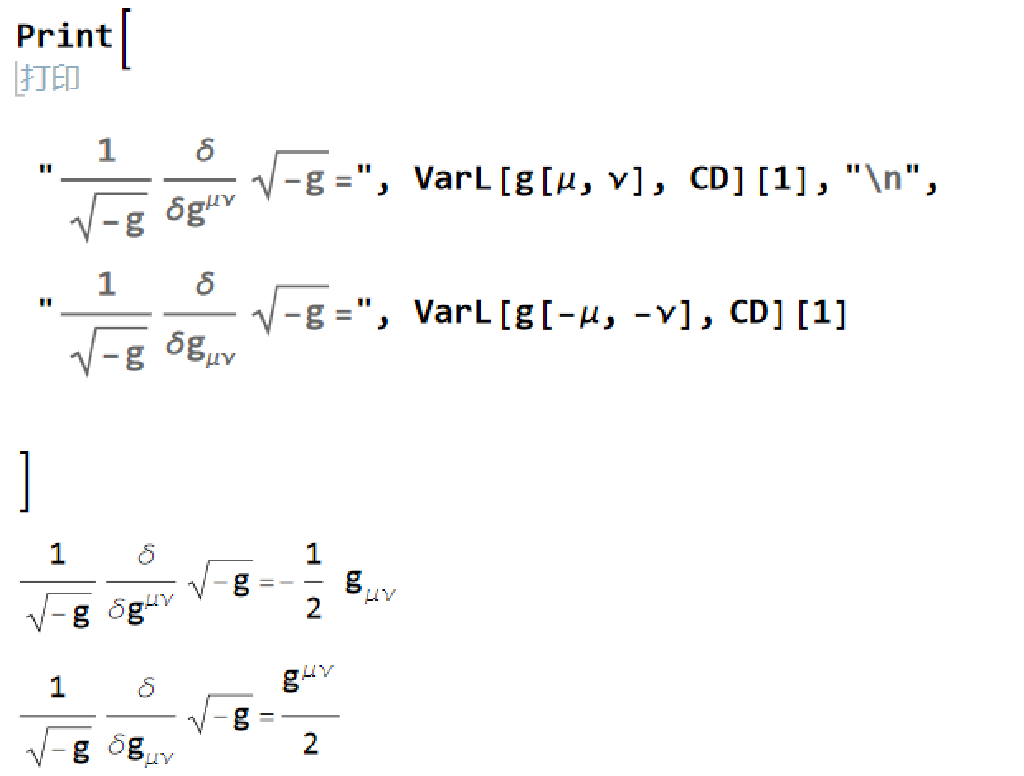 Print[
打印
"1/√-g δ/δg^μν √-g =", VarL[g[μ, ν], CD][1], "\n",
"1/√-g δ/δg_μν √-g =", VarL[g[-μ, -ν], CD][1]
]
1/√-g δ/δg^μν √-g = - 1/2 g_μν
1/√-g δ/δg_μν √-g = g^μν/2